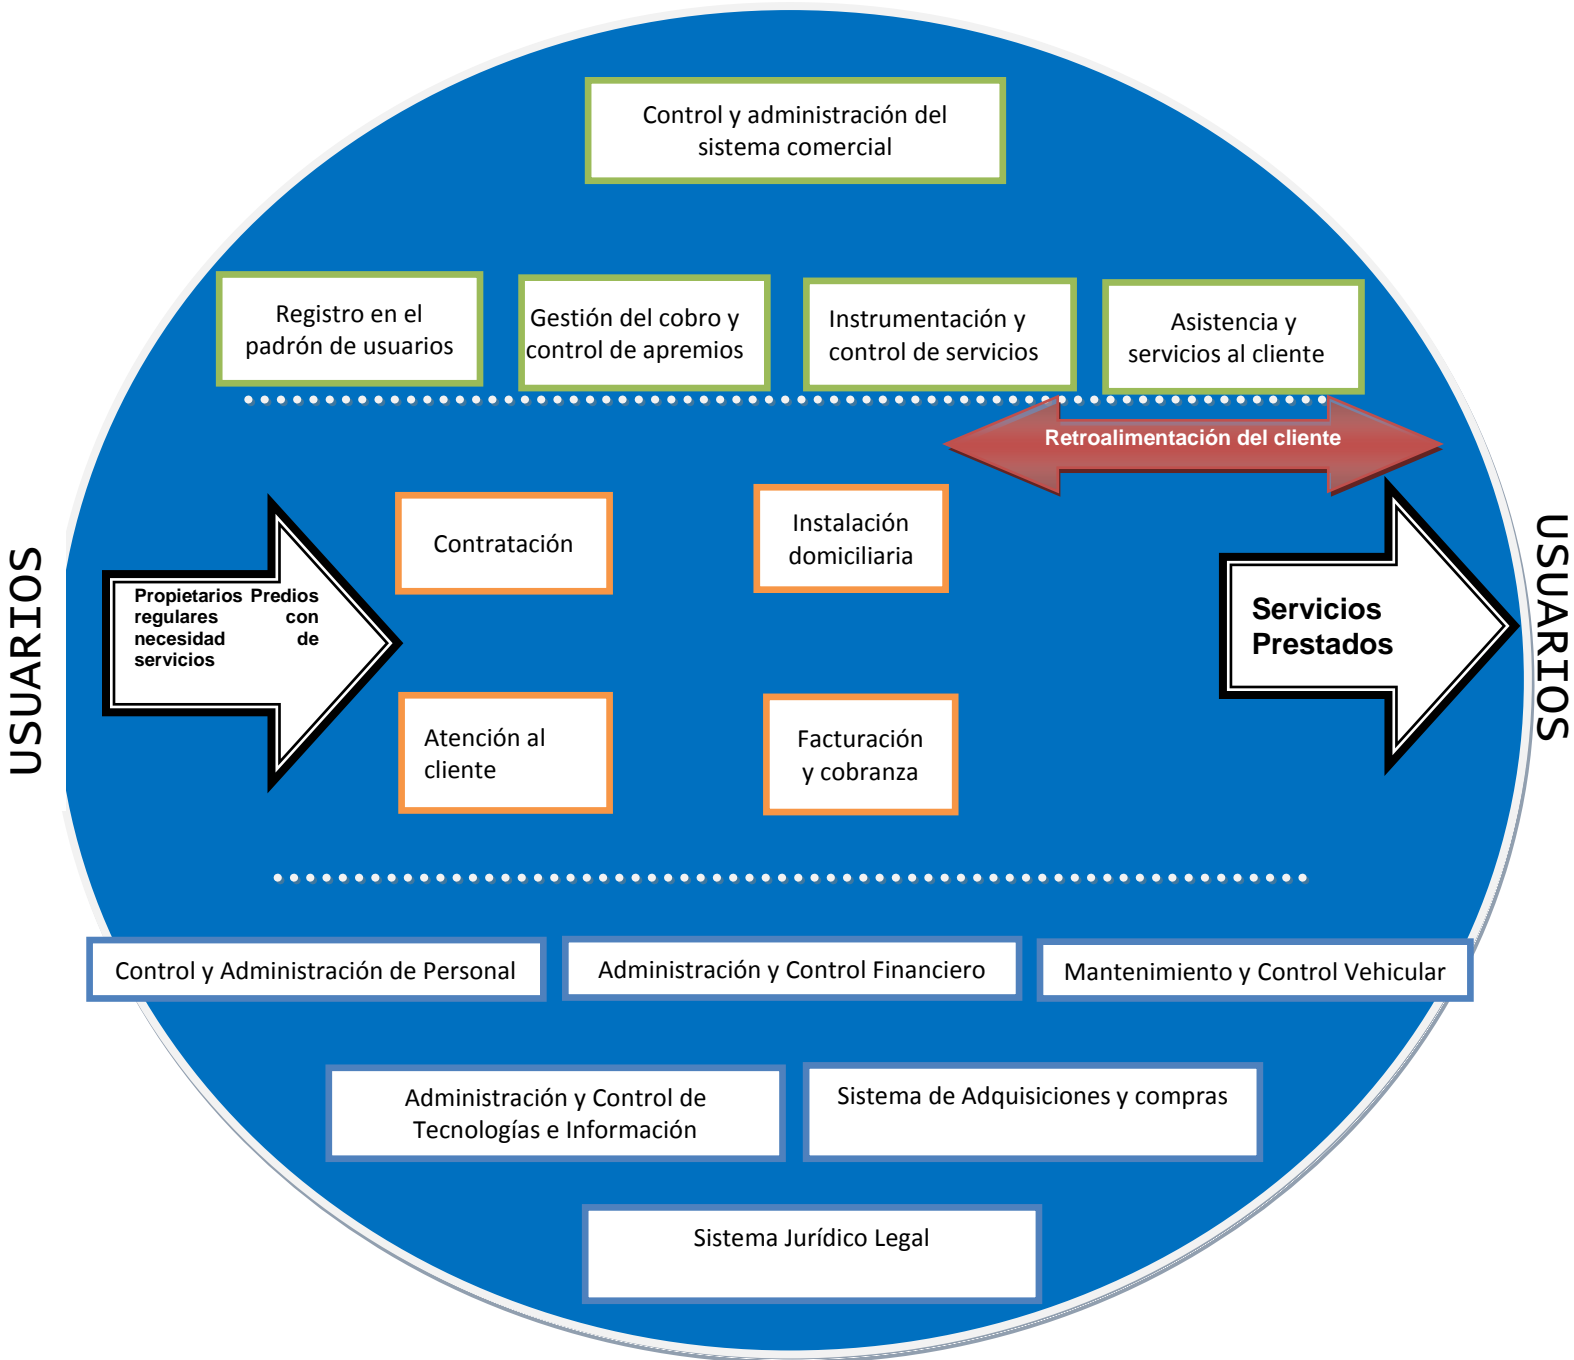 Control y administración del
sistema comercial
Registro en el
padrón de usuarios
Gestión del cobro y
control de apremios
Instrumentación y
control de servicios
Asistencia y
servicios al cliente
Retroalimentación del cliente
USUARIOS
Propietarios Predios
regulares con
necesidad de
servicios
Contratación
Instalación
domiciliaria
Servicios
Prestados
USUARIOS
Atención al
cliente
Facturación
y cobranza
Control y Administración de Personal
Administración y Control Financiero
Mantenimiento y Control Vehicular
Administración y Control de
Tecnologías e Información
Sistema de Adquisiciones y compras
Sistema Jurídico Legal